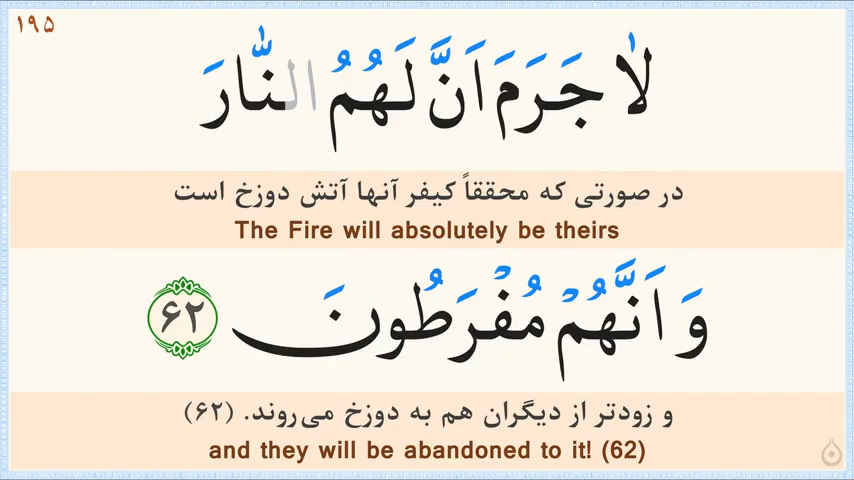 ۱۹۵
لَا جَرَمَ اَنَّ لَهُمُ النّٰارَ
در صورتی که محققاً کیفر آنها آتش دوزخ است
The Fire will absolutely be theirs
وَ اَنَّهُمْ مُفْرَطُونَ ۶۲
و زودتر از دیگران هم به دوزخ می‌روند. (۶۲)
and they will be abandoned to it! (62)